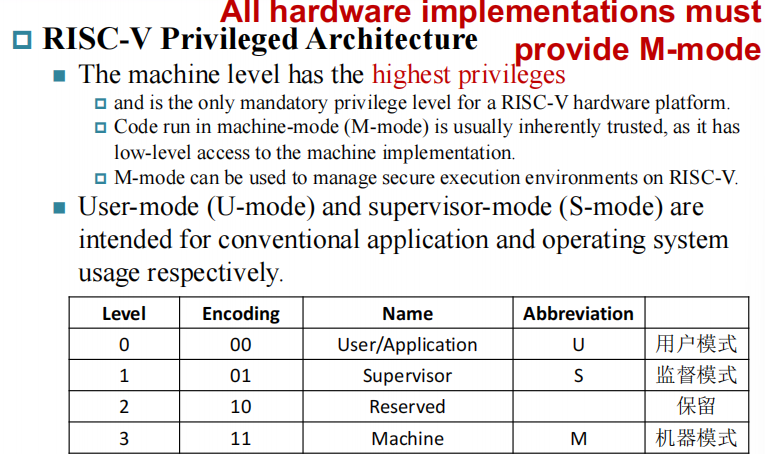 All hardware implementations must
provide M-mode
RISC-V Privileged Architecture
The machine level has the highest privileges
and is the only mandatory privilege level for a RISC-V hardware platform.
Code run in machine-mode (M-mode) is usually inherently trusted, as it has
low-level access to the machine implementation.
M-mode can be used to manage secure execution environments on RISC-V.
User-mode (U-mode) and supervisor-mode (S-mode) are
intended for conventional application and operating system
usage respectively.
Level Encoding Name Abbreviation
0 00 User/Application U 用户模式
1 01 Supervisor S 监督模式
2 10 Reserved 保留
3 11 Machine M 机器模式